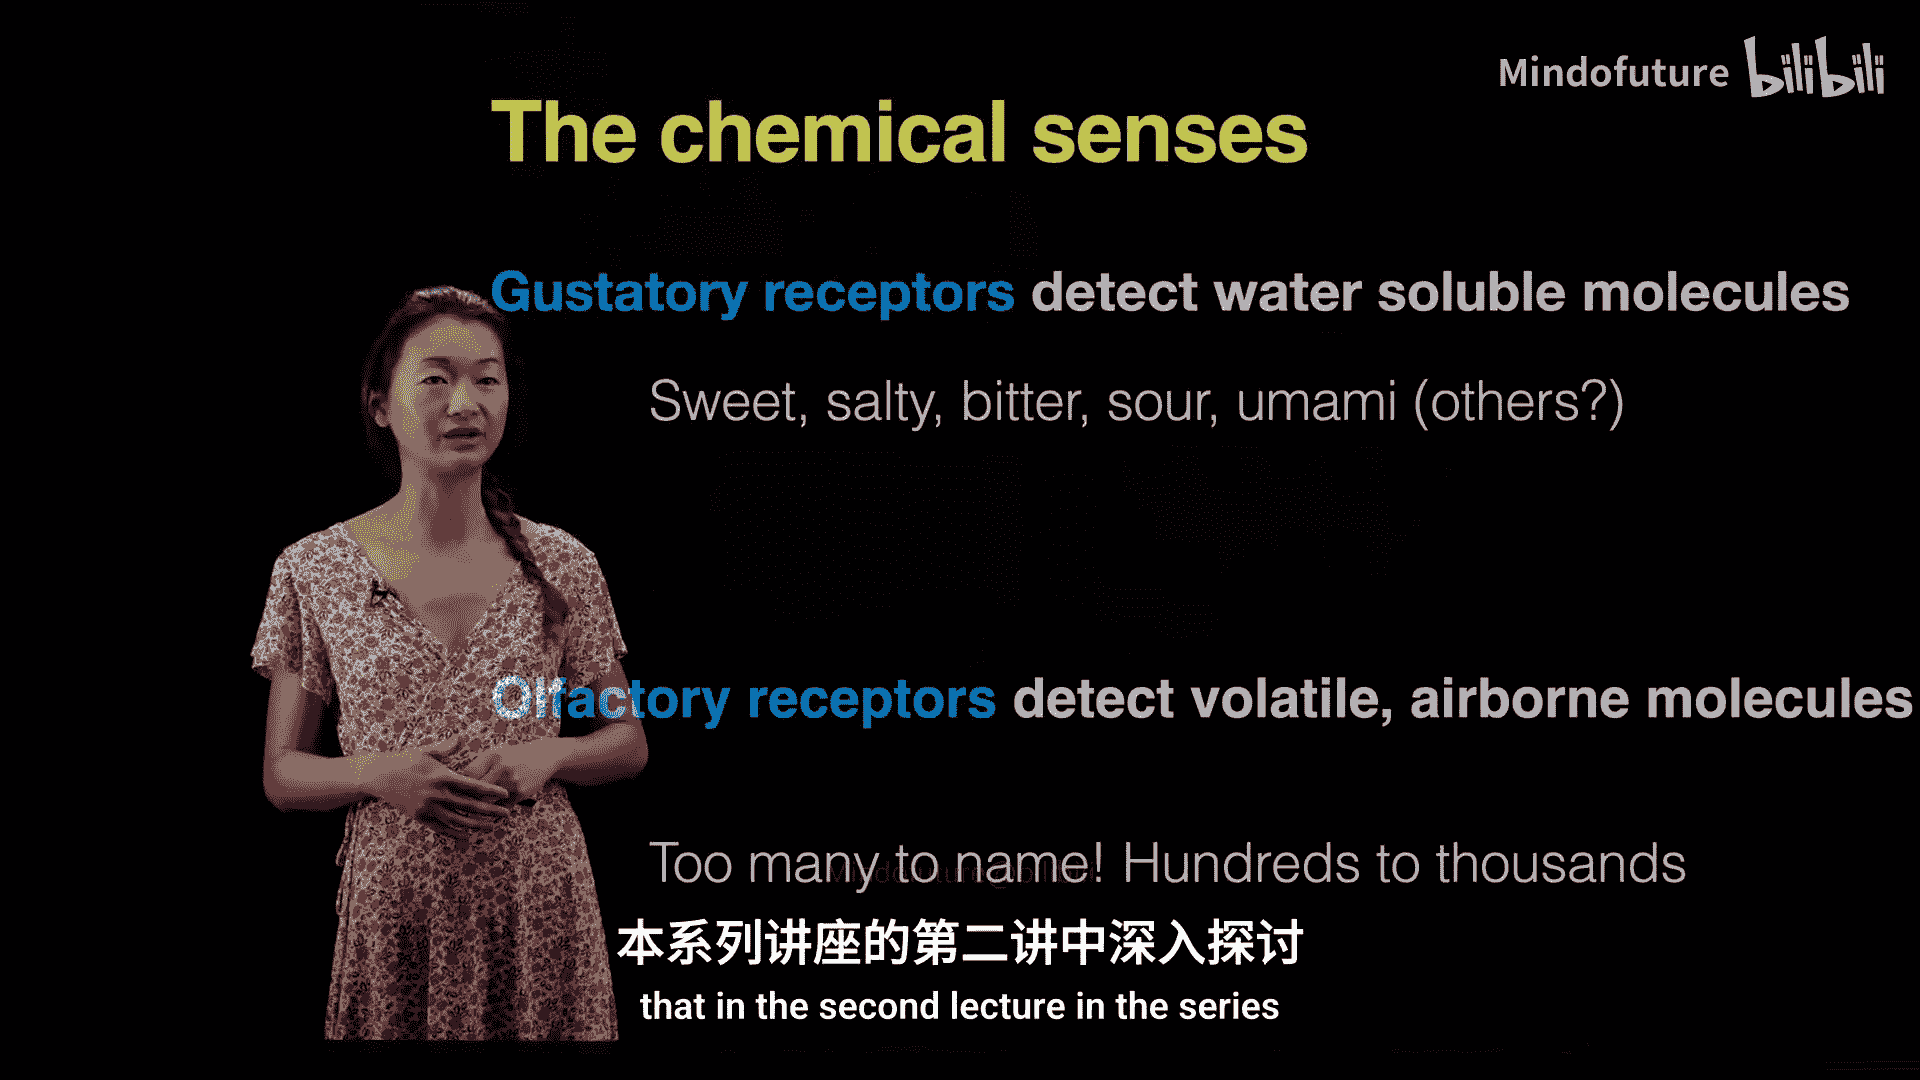 Mindofuture bilibili
The chemical senses
Gustatory receptors detect water soluble molecules
Sweet, salty, bitter, sour, umami (others?)
Olfactory receptors detect volatile, airborne molecules
Too many to name! Hundreds to thousands
本系列讲座的第二讲中深入探讨
that in the second lecture in the series